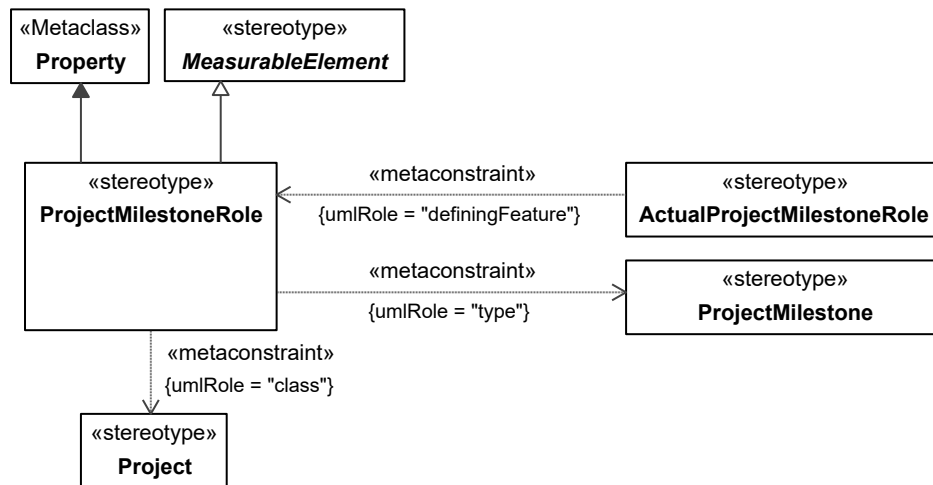 «Metaclass»
Property
«stereotype»
MeasurableElement
«stereotype»
ProjectMilestoneRole
«metaconstraint»
{umlRole = "definingFeature"}
«stereotype»
ActualProjectMilestoneRole
«metaconstraint»
{umlRole = "type"}
«stereotype»
ProjectMilestone
«metaconstraint»
{umlRole = "class"}
«stereotype»
Project